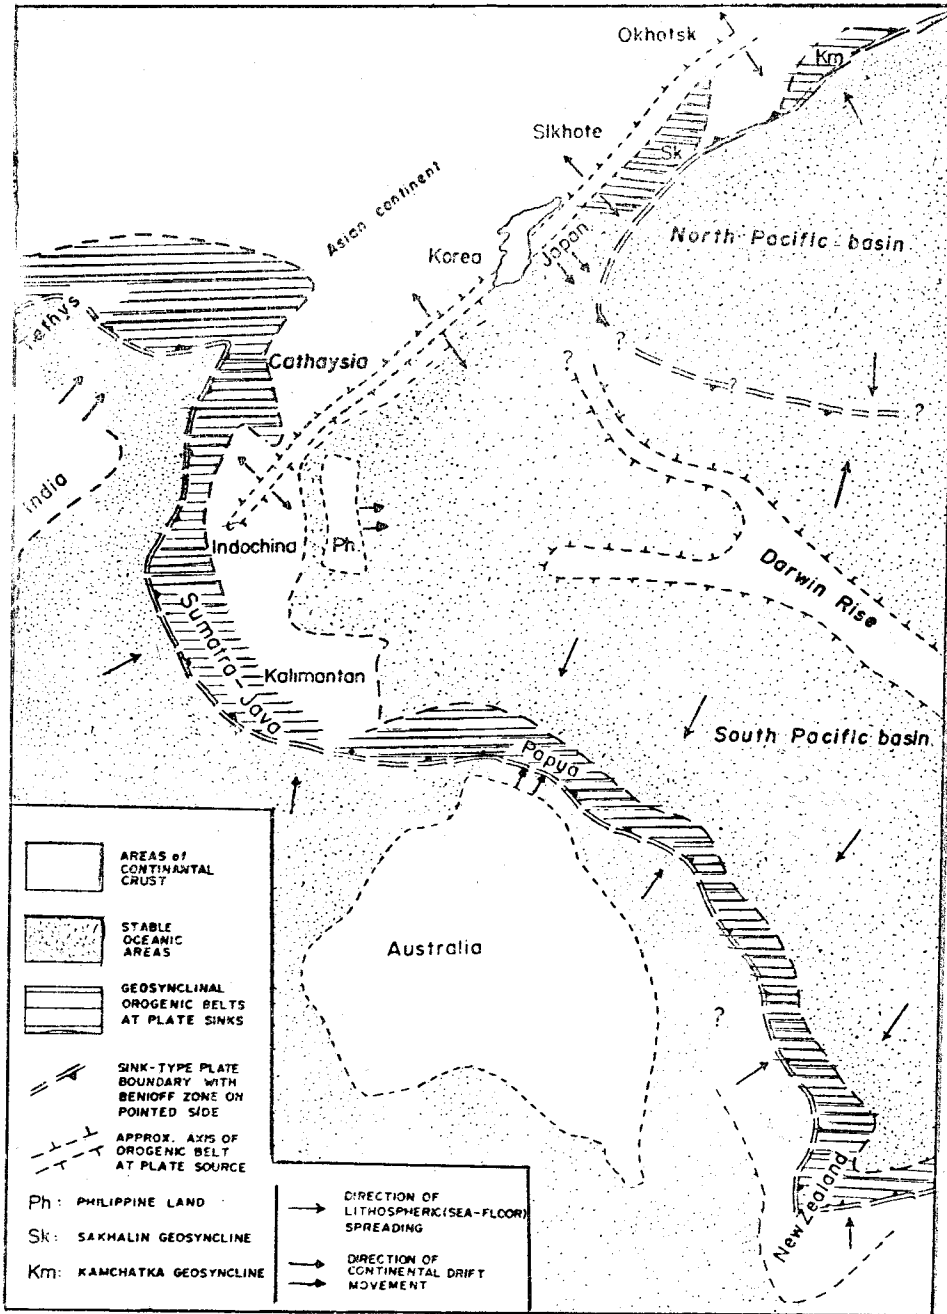 Okhotsk
Km
Sikhote
Sk
Asian continent
North Pacific basin
Korea
Japan
Tethys
?
?
Cathaysia
?
?
India
Indochina
Ph
Darwin Rise
Sumatra - Java
Kalimantan
South Pacific basin
Papua
Australia
?
New Zealand
AREAS of
CONTINANTAL
CRUST
STABLE
OCEANIC
AREAS
GEOSYNCLINAL
OROGENIC BELTS
AT PLATE SINKS
SINK-TYPE PLATE
BOUNDARY WITH
BENIOFF ZONE ON
POINTED SIDE
APPROX. AXIS OF
OROGENIC BELT
AT PLATE SOURCE
Ph: PHILIPPINE LAND
Sk: SAKHALIN GEOSYNCLINE
Km: KAMCHATKA GEOSYNCLINE
DIRECTION OF
LITHOSPHERIC(SEA-FLOOR)
SPREADING
DIRECTION OF
CONTINENTAL DRIFT
MOVEMENT